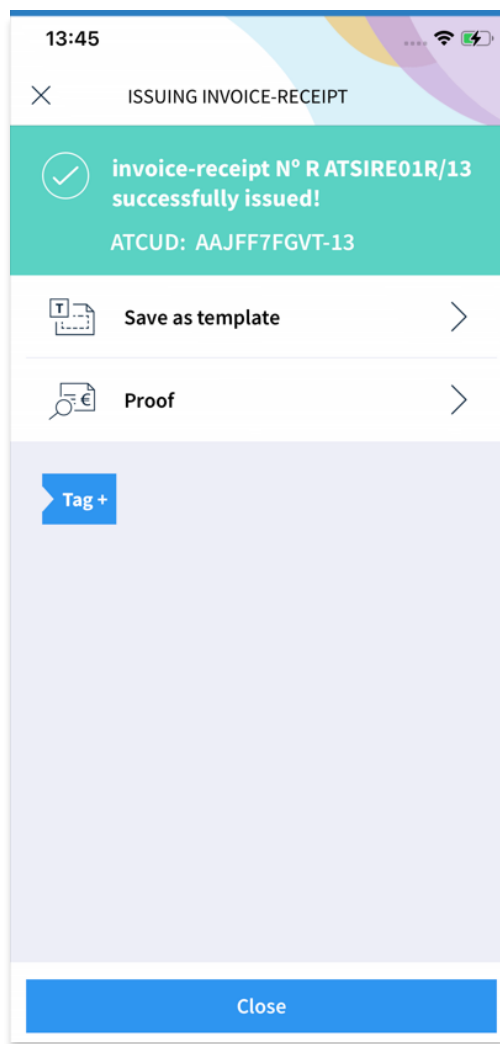 13:45
ISSUING INVOICE-RECEIPT
invoice-receipt Nº R ATSIRE01R/13
successfully issued!
ATCUD: AAJFF7FGVT-13
T
Save as template
€
Proof
Tag +
Close